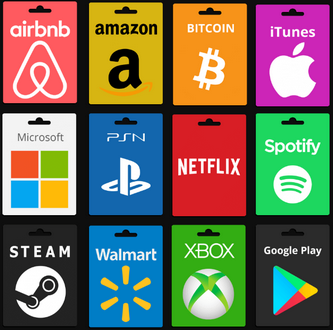 airbnb
amazon
BITCOIN
iTunes
Microsoft
PSN
NETFLIX
Spotify
STEAM
Walmart
XBOX
Google Play